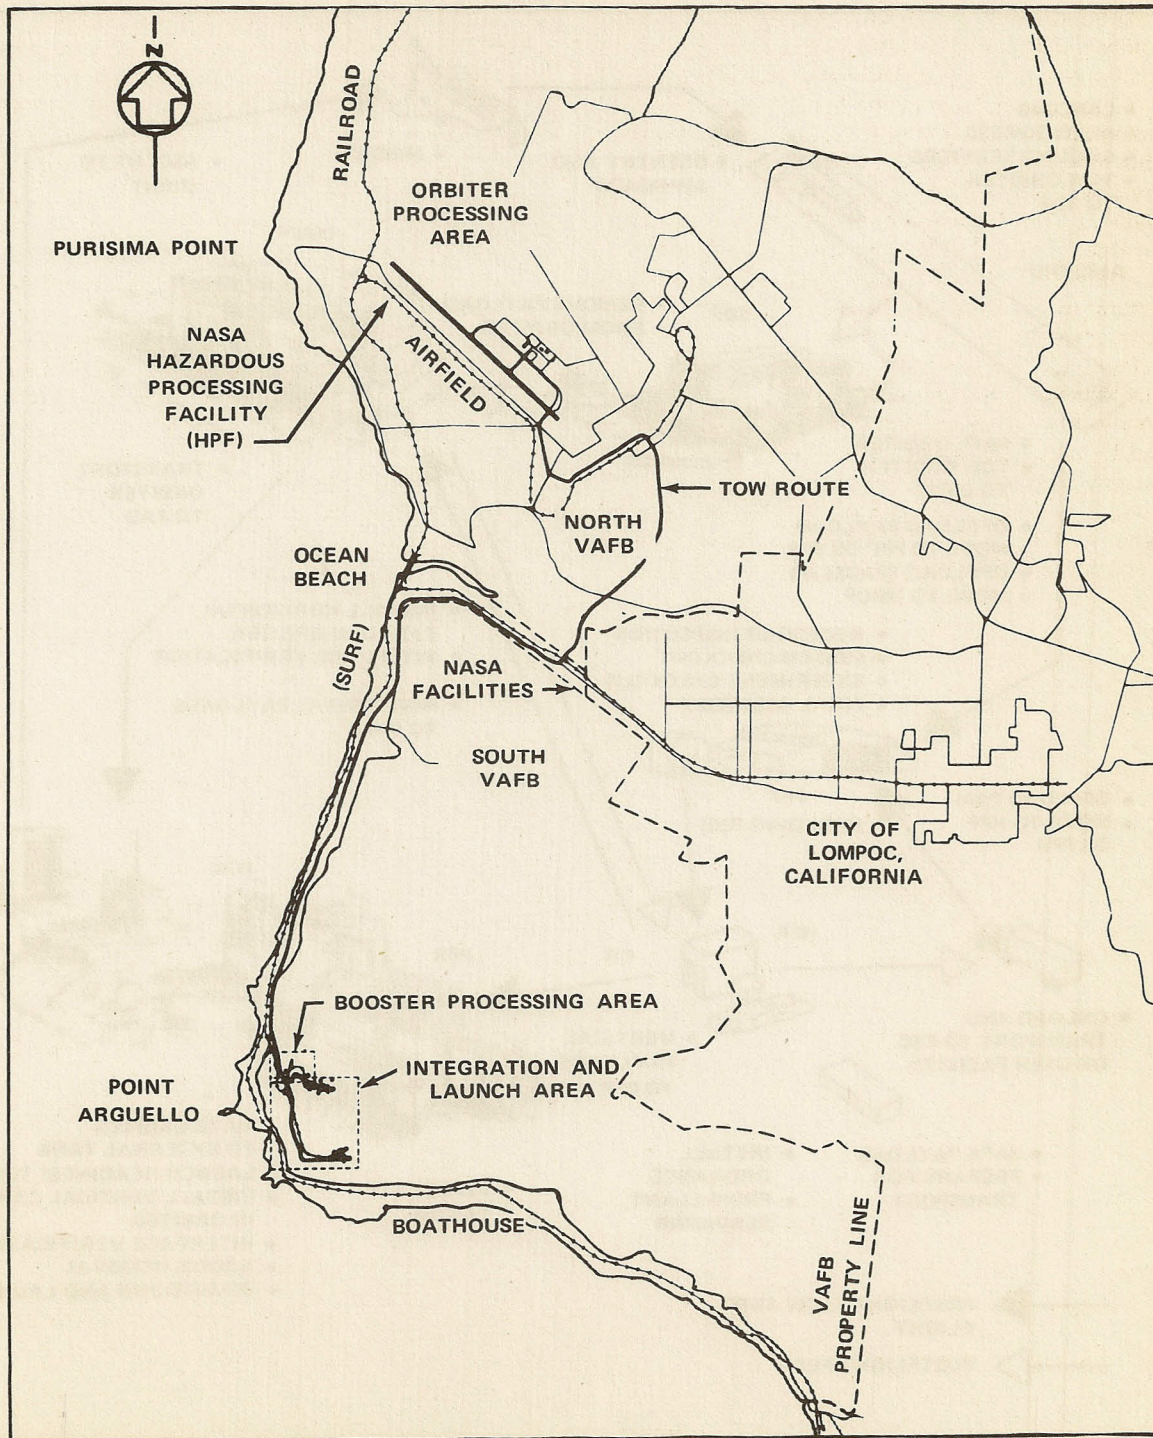 N
RAILROAD
ORBITER
PROCESSING
AREA
PURISIMA POINT
NASA
HAZARDOUS
PROCESSING
FACILITY
(HPF)
AIRFIELD
TOW ROUTE
NORTH
VAFB
OCEAN
BEACH
(SURF)
NASA
FACILITIES
SOUTH
VAFB
CITY OF
LOMPOC,
CALIFORNIA
BOOSTER PROCESSING AREA
INTEGRATION AND
LAUNCH AREA
POINT
ARGUELLO
BOATHOUSE
VAFB
PROPERTY LINE